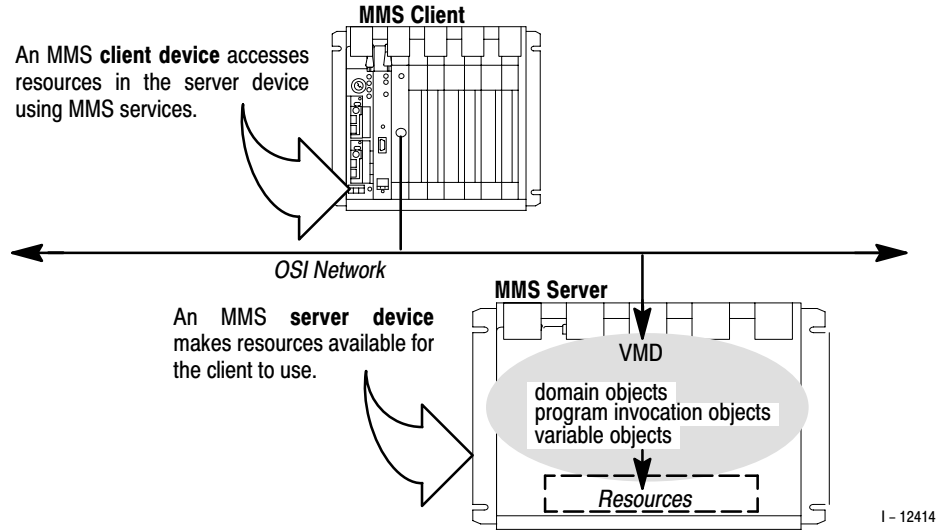 MMS Client
An MMS client device accesses
resources in the server device
using MMS services.
OSI Network
MMS Server
An MMS server device
makes resources available for
the client to use.
VMD
domain objects
program invocation objects
variable objects
Resources
I – 12414